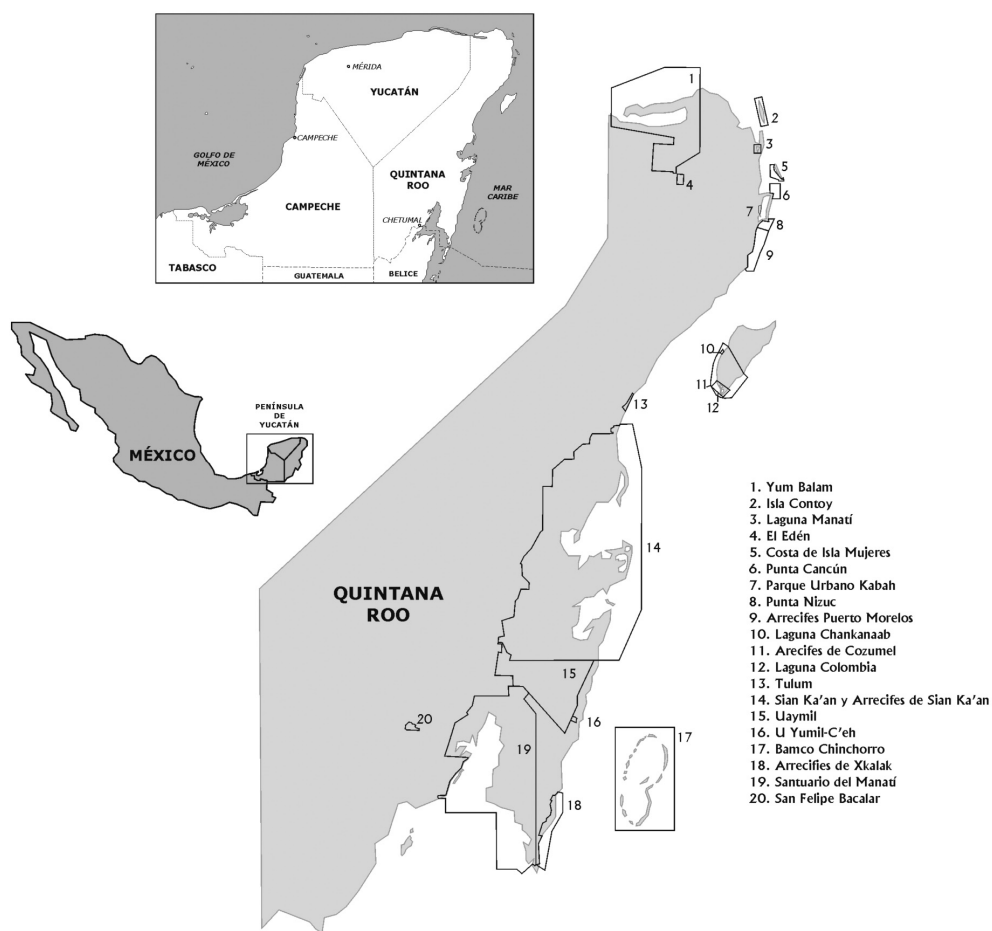 MÉRIDA
YUCATÁN
CAMPECHE
GOLFO DE
MÉXICO
QUINTANA
ROO
MAR
CARIBE
CAMPECHE
CHETUMAL
TABASCO
GUATEMALA
BELICE
PENÍNSULA
DE
YUCATÁN
MÉXICO
QUINTANA
ROO
1
2
3
4
5
6
7
8
9
10
11
12
13
14
15
16
17
18
19
20
1. Yum Balam
2. Isla Contoy
3. Laguna Manatí
4. El Edén
5. Costa de Isla Mujeres
6. Punta Cancún
7. Parque Urbano Kabah
8. Punta Nizuc
9. Arrecifes Puerto Morelos
10. Laguna Chankanaab
11. Arecifes de Cozumel
12. Laguna Colombia
13. Tulum
14. Sian Ka'an y Arrecifes de Sian Ka'an
15. Uaymil
16. U Yumil-C'eh
17. Bamco Chinchorro
18. Arrecifies de Xkalak
19. Santuario del Manatí
20. San Felipe Bacalar